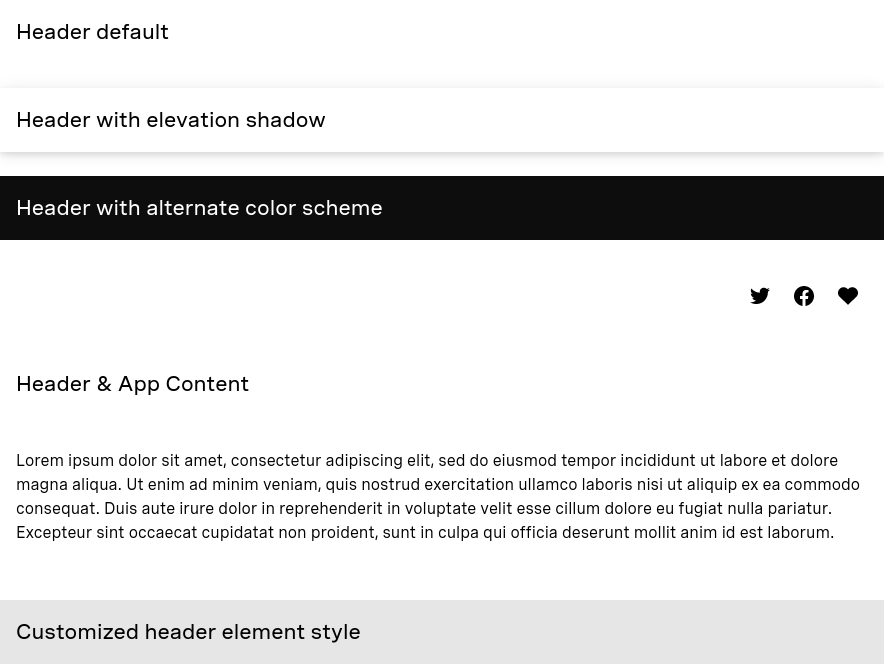 Header default
Header with elevation shadow
Header with alternate color scheme
Header & App Content
Lorem ipsum dolor sit amet, consectetur adipiscing elit, sed do eiusmod tempor incididunt ut labore et dolore
magna aliqua. Ut enim ad minim veniam, quis nostrud exercitation ullamco laboris nisi ut aliquip ex ea commodo
consequat. Duis aute irure dolor in reprehenderit in voluptate velit esse cillum dolore eu fugiat nulla pariatur.
Excepteur sint occaecat cupidatat non proident, sunt in culpa qui officia deserunt mollit anim id est laborum.
Customized header element style